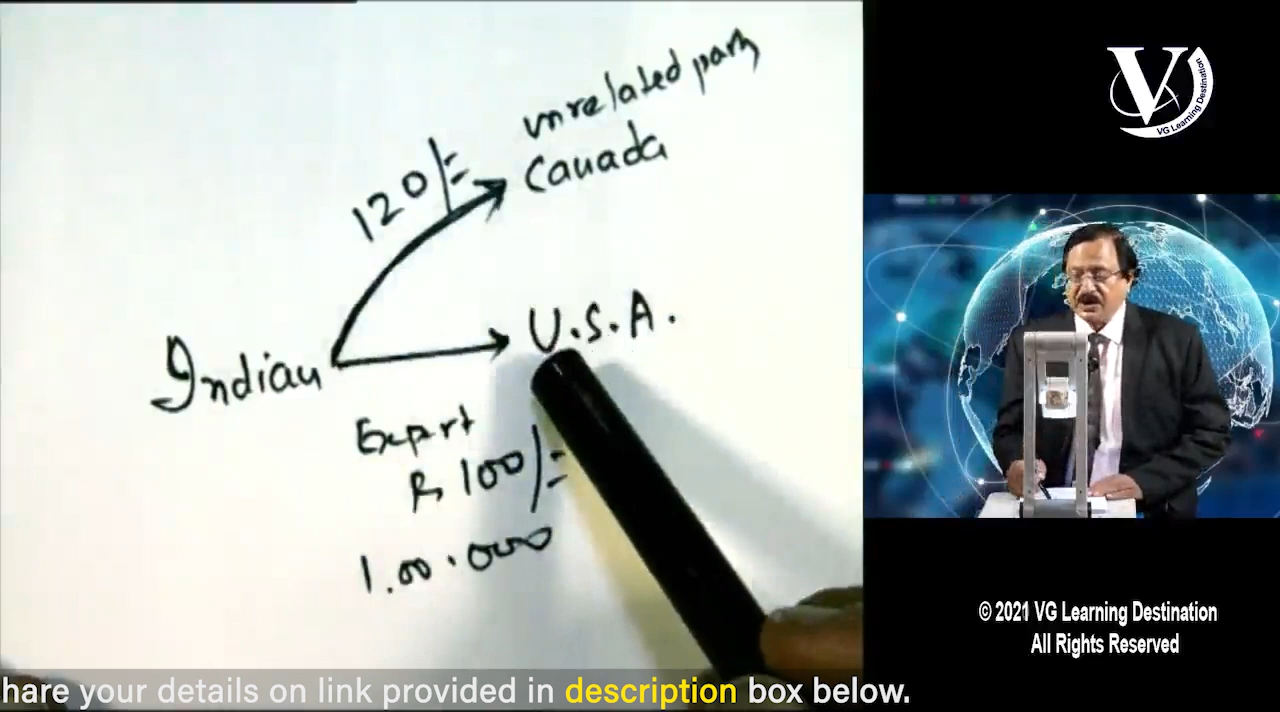 unrelated party
Canada
120/=
Indian
U.S.A.
Export
Rs 100/=
1.00.000
V
VG Learning Destination
© 2021 VG Learning Destination
All Rights Reserved
hare your details on link provided in description box below.